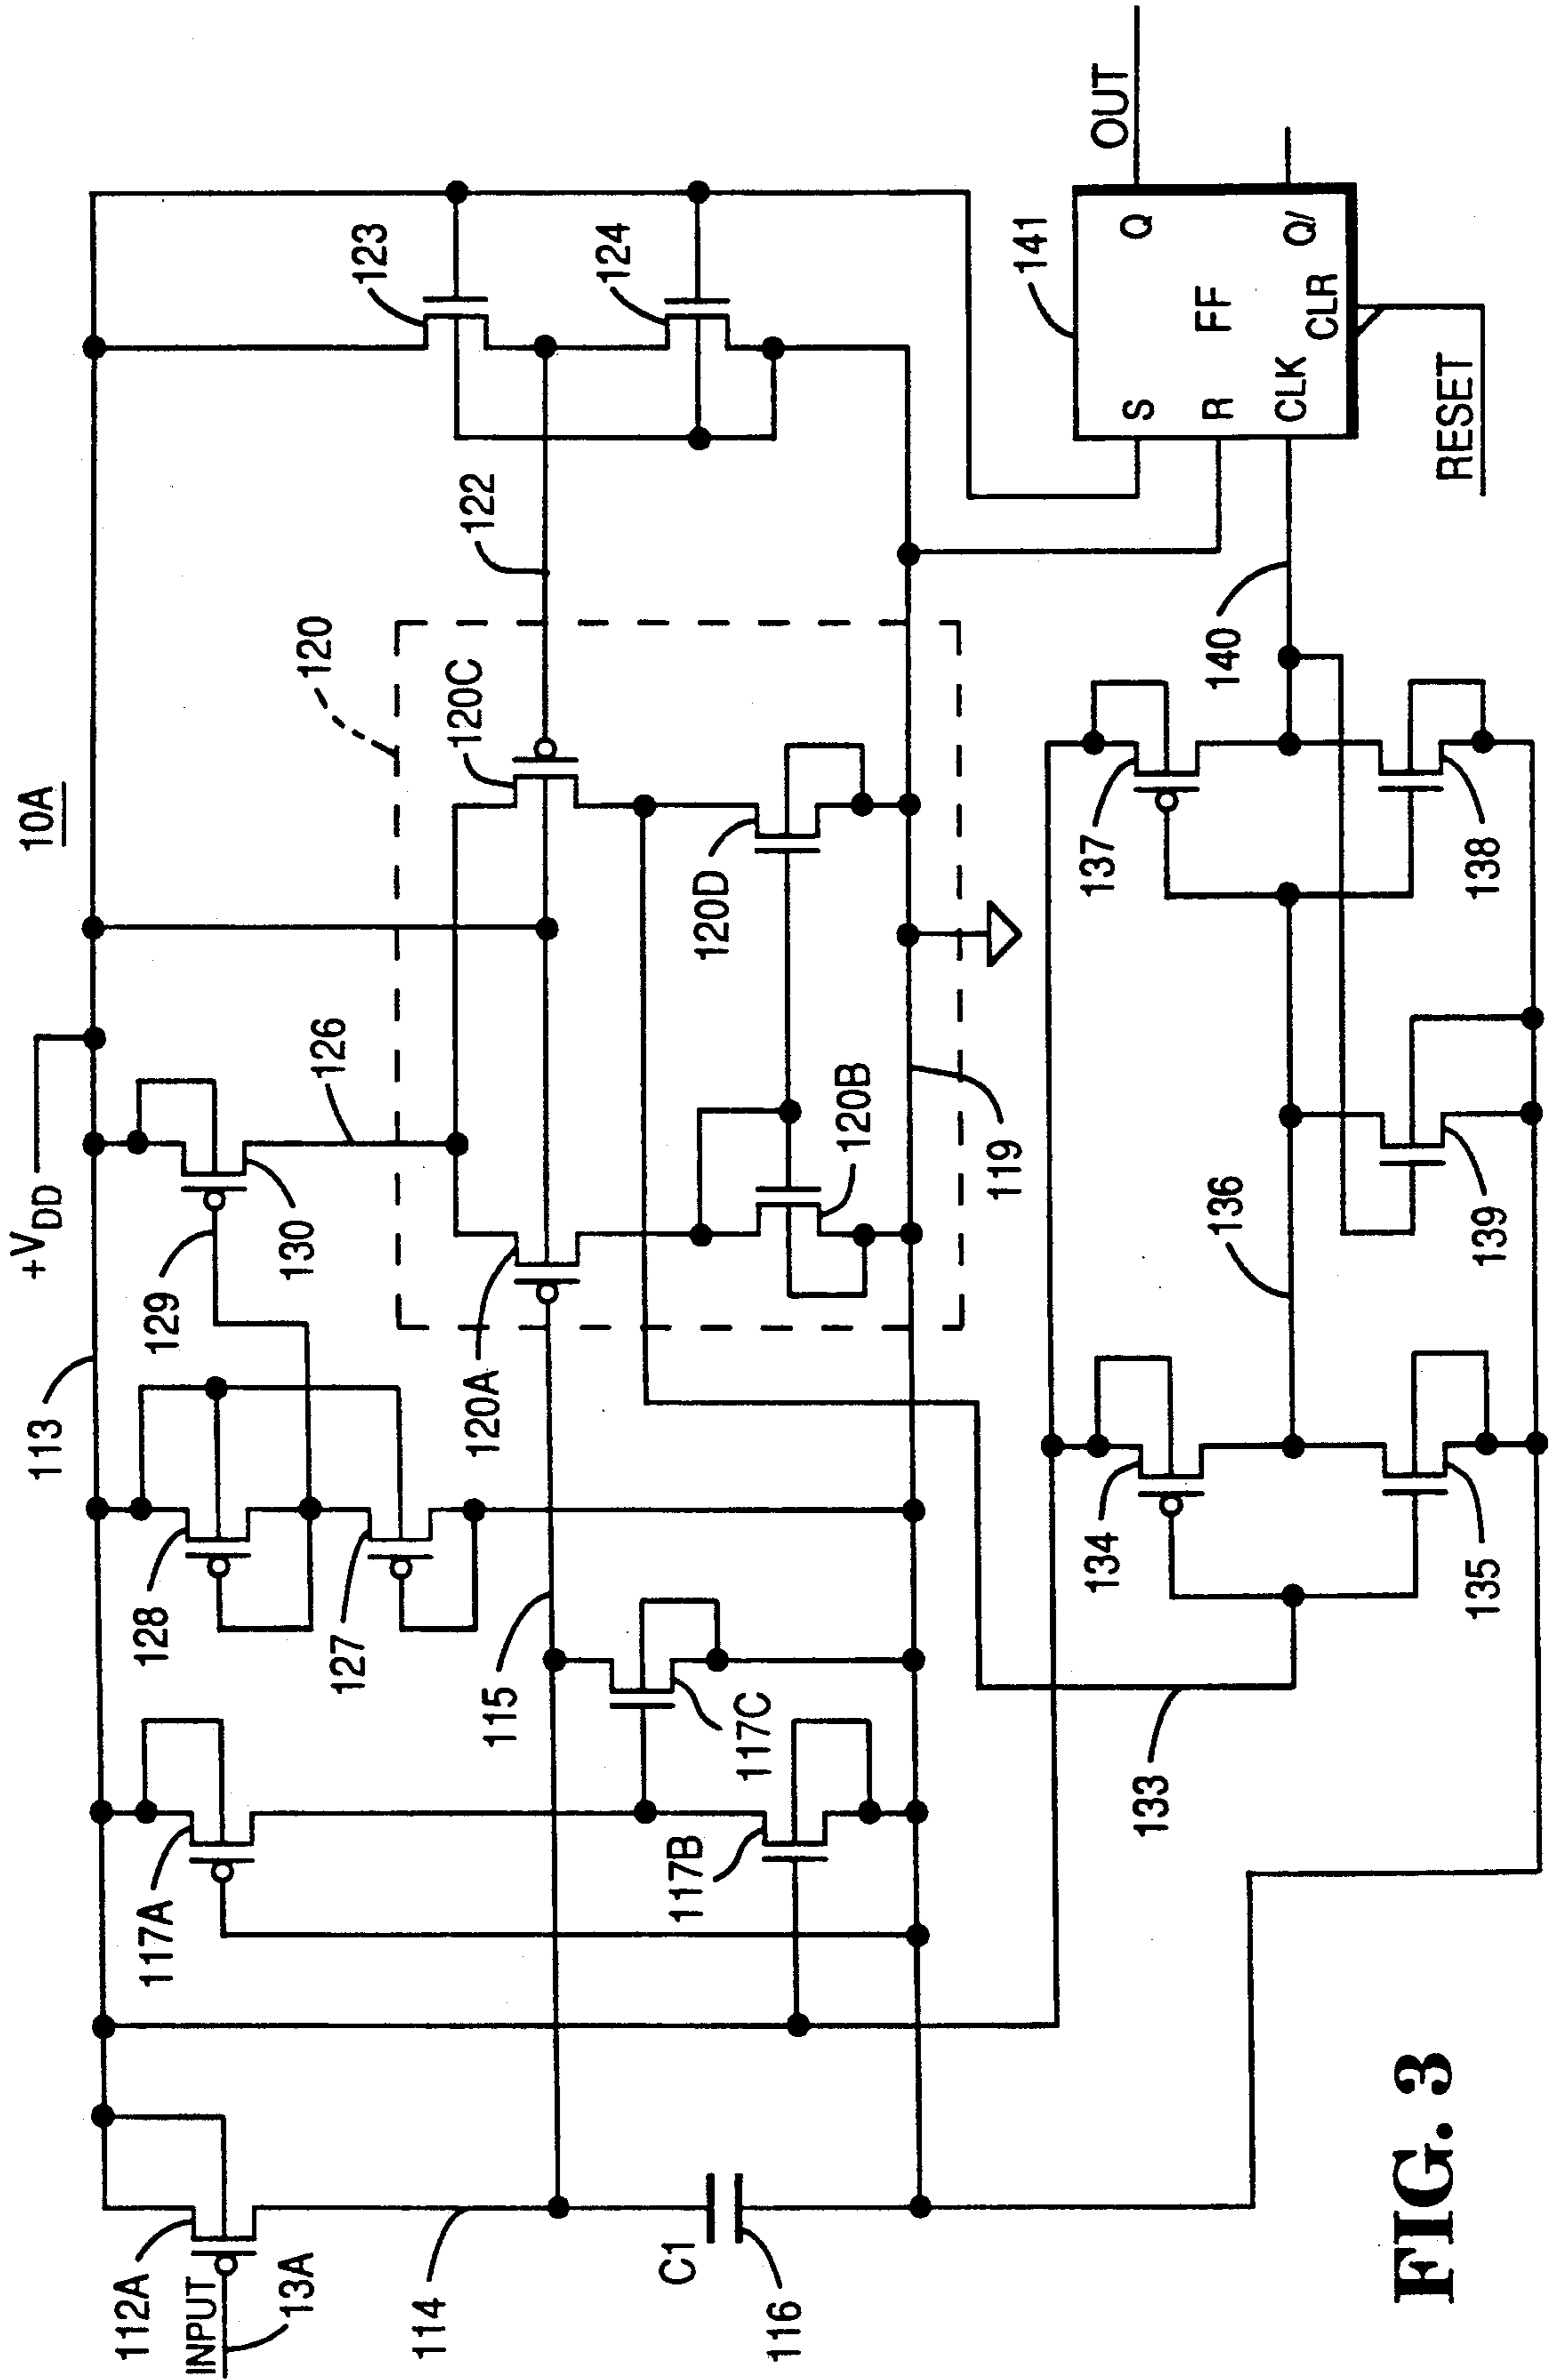 10A
+VDD
113
129
126
130
128
127
117A
112A
INPUT
13A
114
115
117C
117B
C1
116
120
120A
120C
120B
120D
119
122
123
124
133
134
135
136
137
138
139
140
141
S
R
CLK
FF
CLR
Q
Q/
OUT
RESET
FIG. 3